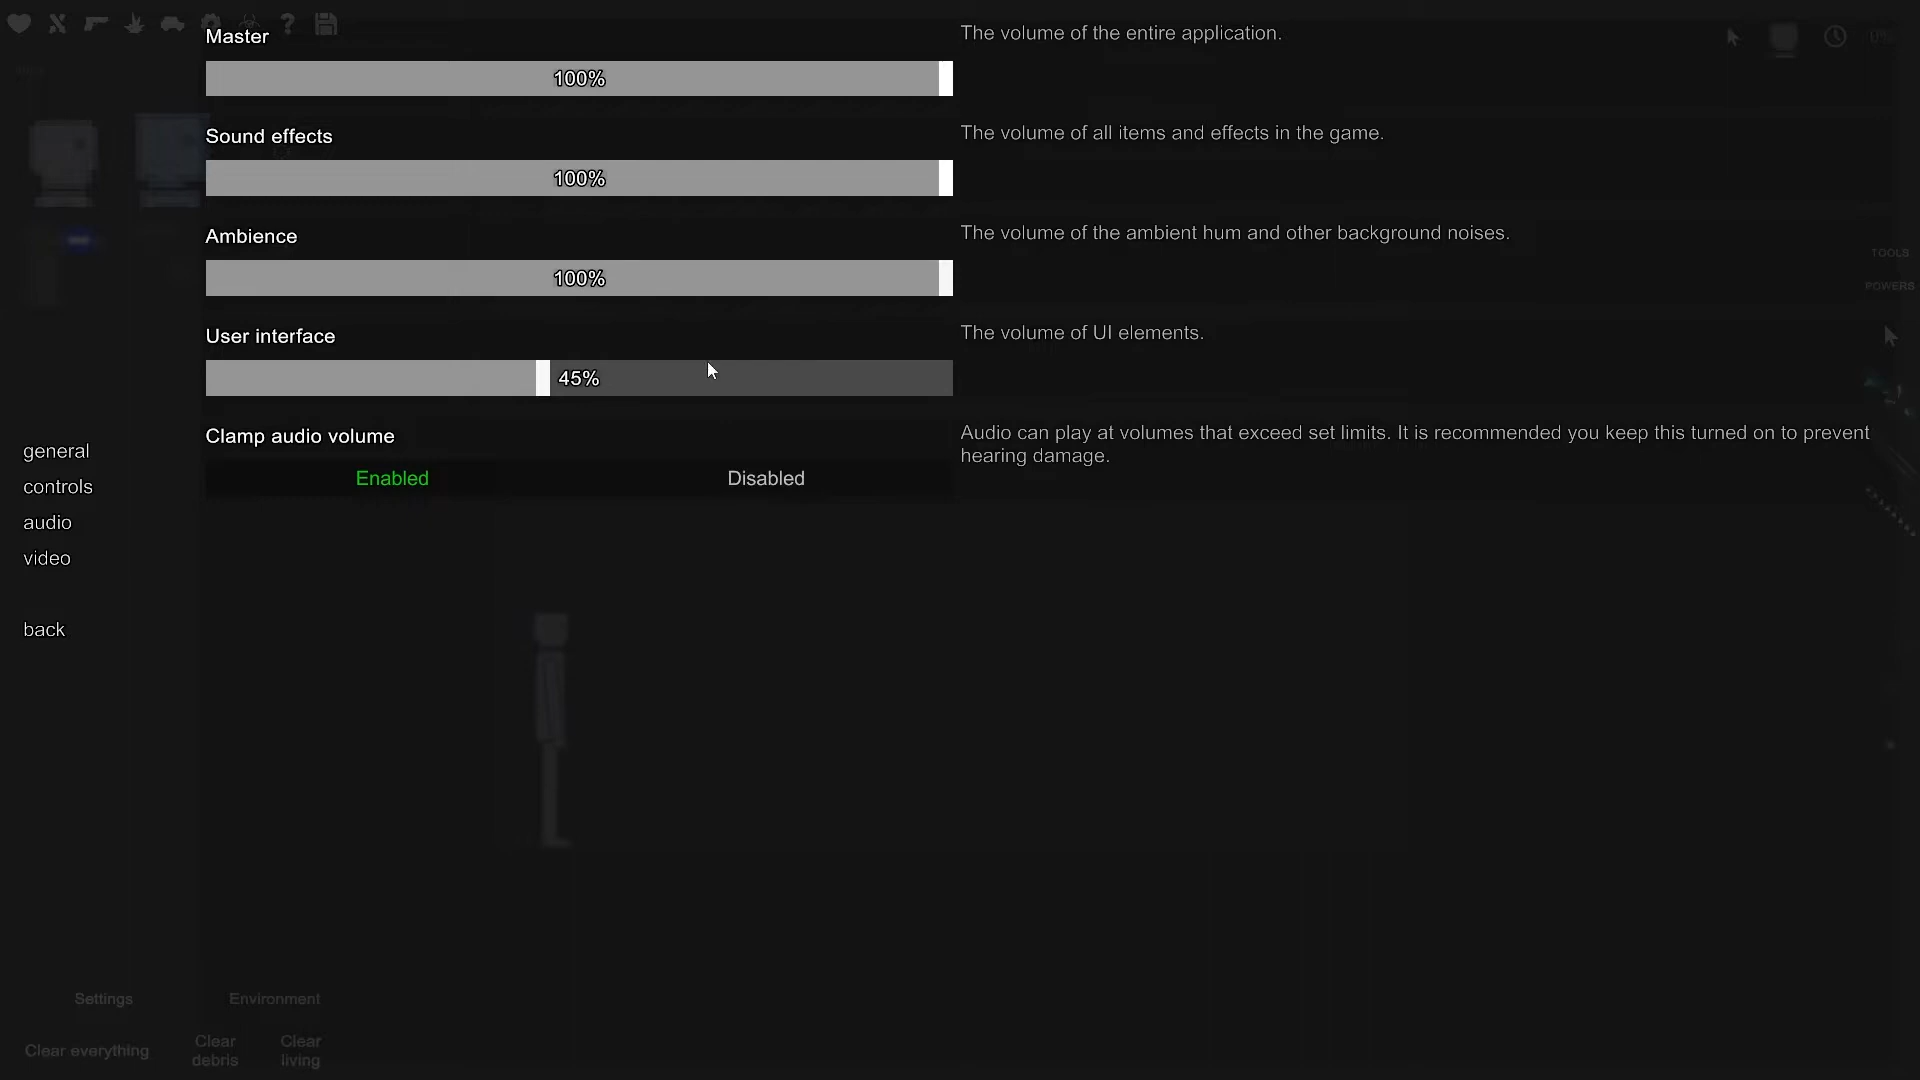 Master
The volume of the entire application.
100%
Sound effects
The volume of all items and effects in the game.
100%
Ambience
The volume of the ambient hum and other background noises.
100%
TOOLS
POWERS
User interface
The volume of UI elements.
45%
Clamp audio volume
Audio can play at volumes that exceed set limits. It is recommended you keep this turned on to prevent
hearing damage.
Enabled
Disabled
general
controls
audio
video
back
Settings
Environment
Clear everything
Clear
debris
Clear
living